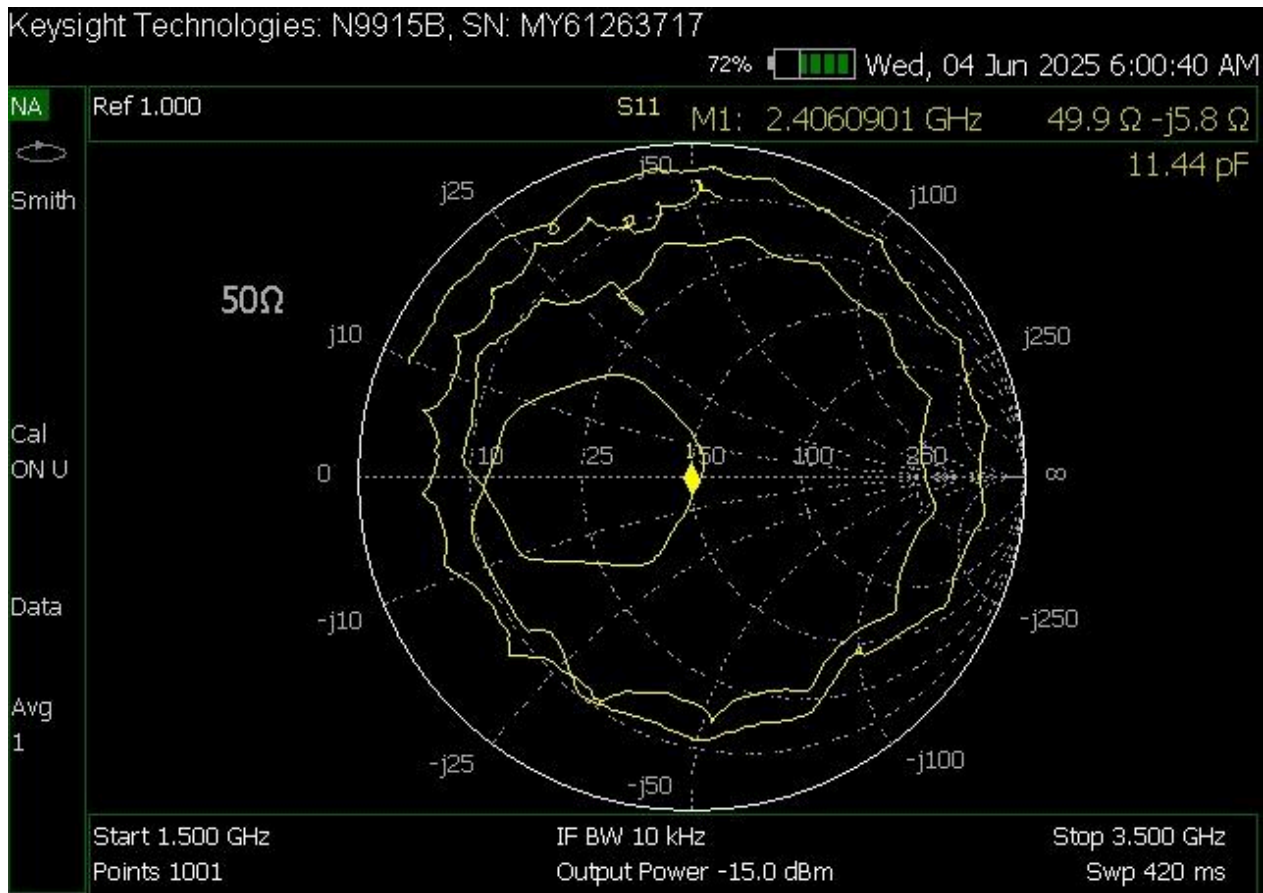 Keysight Technologies: N9915B, SN: MY61263717
72% Wed, 04 Jun 2025 6:00:40 AM
NA Ref 1.000 S11 M1: 2.4060901 GHz 49.9 Ω -j5.8 Ω
11.44 pF
Smith
j50
j25 j100
50Ω
j10 j250
Cal
ON U
0 10 25 1 50 100 250 ∞
Data
-j10 -j250
Avg
1
-j25 -j100
-j50
Start 1.500 GHz IF BW 10 kHz Stop 3.500 GHz
Points 1001 Output Power -15.0 dBm Swp 420 ms